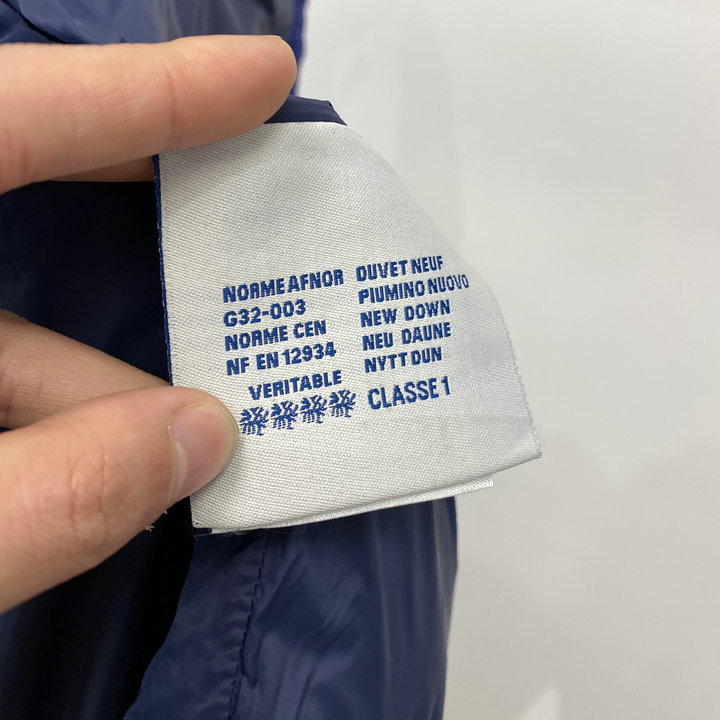 NORME AFNOR
G32-003
NORME CEN
NF EN 12934
VERITABLE
DUVET NEUF
PIUMINO NUOVO
NEW DOWN
NEU DAUNE
NYTT DUN
CLASSE 1